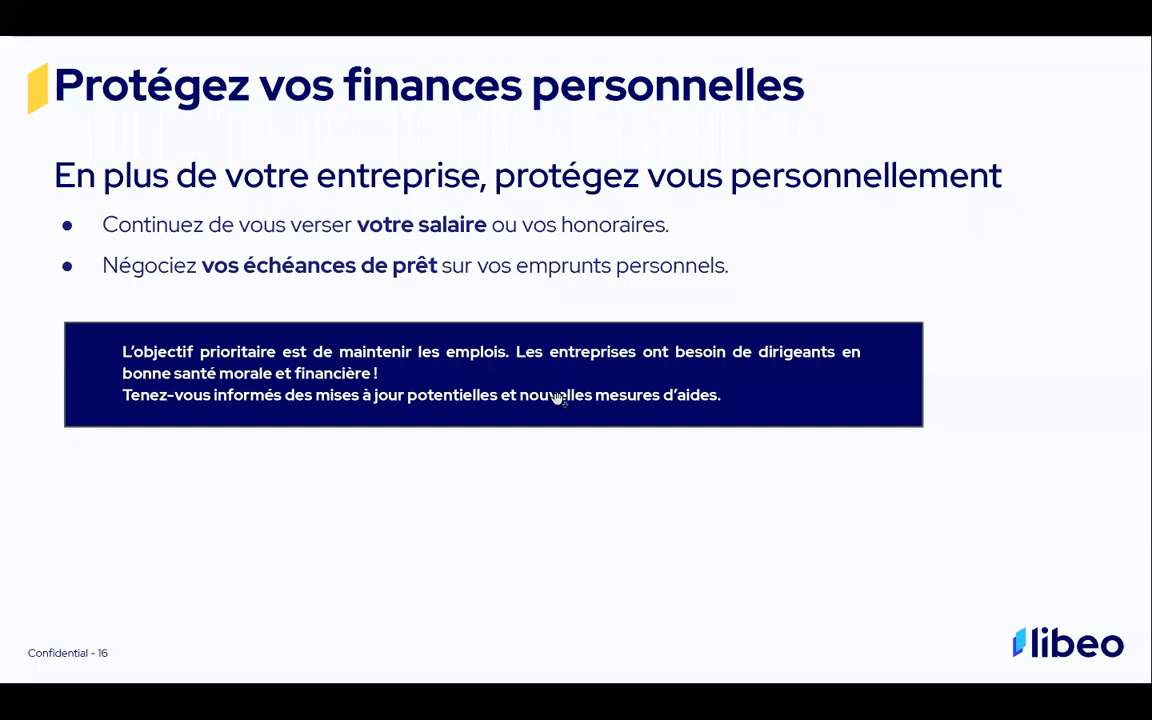 Protégez vos finances personnelles
En plus de votre entreprise, protégez vous personnellement
● Continuez de vous verser votre salaire ou vos honoraires.
● Négociez vos échéances de prêt sur vos emprunts personnels.
L'objectif prioritaire est de maintenir les emplois. Les entreprises ont besoin de dirigeants en
bonne santé morale et financière !
Tenez-vous informés des mises à jour potentielles et nouvelles mesures d'aides.
Confidential - 16
libeo